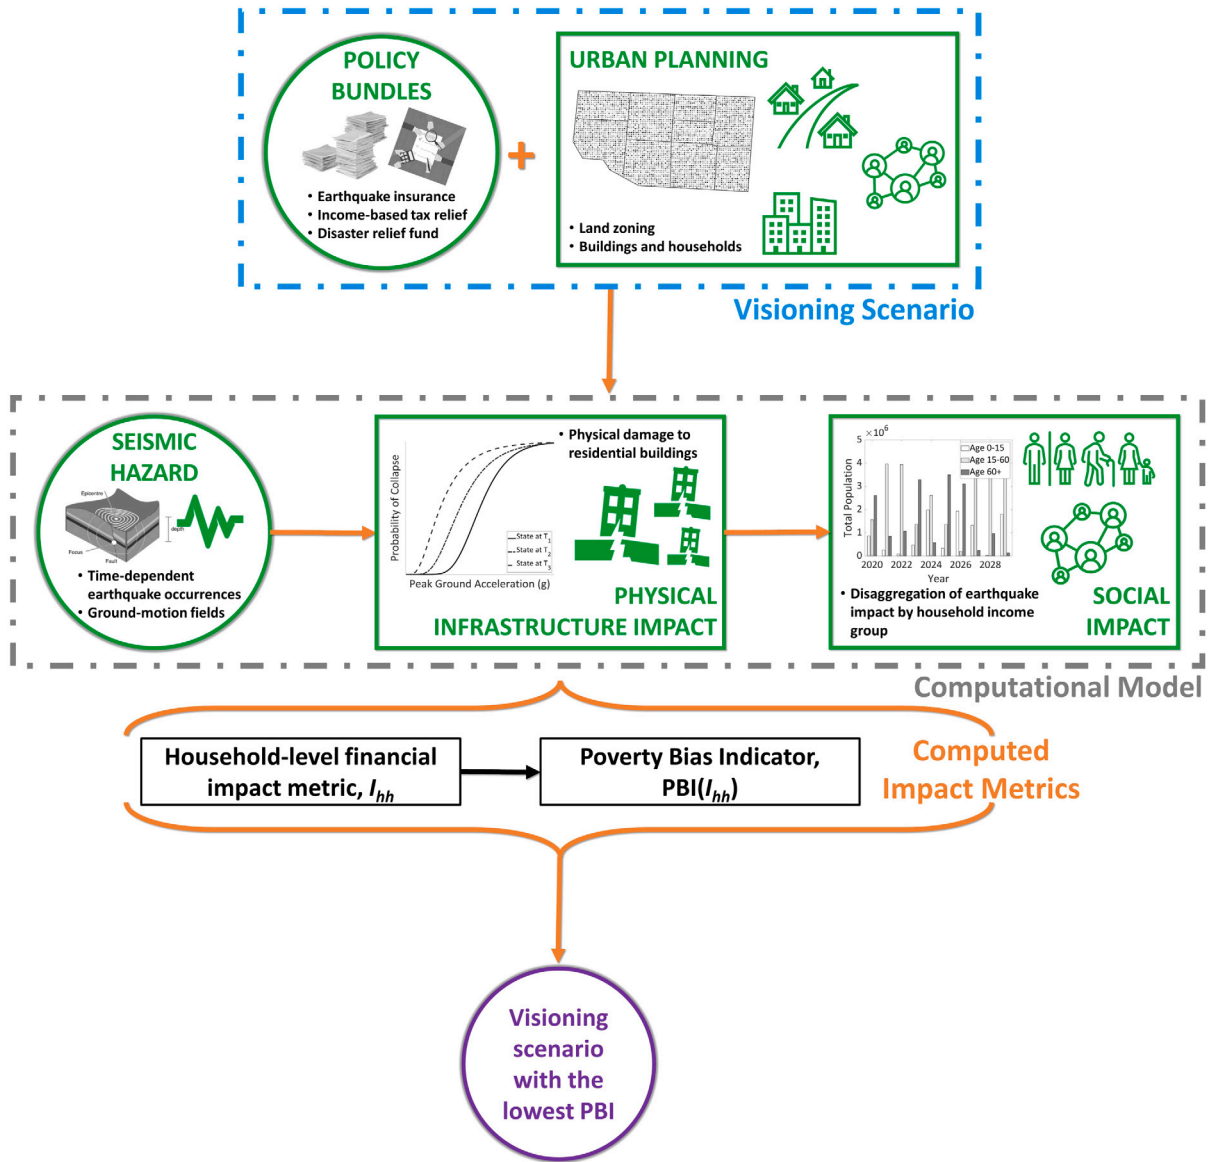 POLICY
BUNDLES
• Earthquake insurance
• Income-based tax relief
• Disaster relief fund
+
URBAN PLANNING
• Land zoning
• Buildings and households
Visioning Scenario
SEISMIC
HAZARD
Epicentre
depth
Focus
Fault
• Time-dependent
earthquake occurrences
• Ground-motion fields
Probability of Collapse
State at T1
State at T2
State at T3
Peak Ground Acceleration (g)
• Physical damage to
residential buildings
PHYSICAL
INFRASTRUCTURE IMPACT
×10^6
5
4
3
2
1
0
Total Population
Age 0-15
Age 15-60
Age 60+
2020 2022 2024 2026 2028
Year
• Disaggregation of earthquake
impact by household income
group
SOCIAL
IMPACT
Computational Model
Household-level financial
impact metric, Ihh
Poverty Bias Indicator,
PBI(Ihh)
Computed
Impact Metrics
Visioning
scenario
with the
lowest PBI